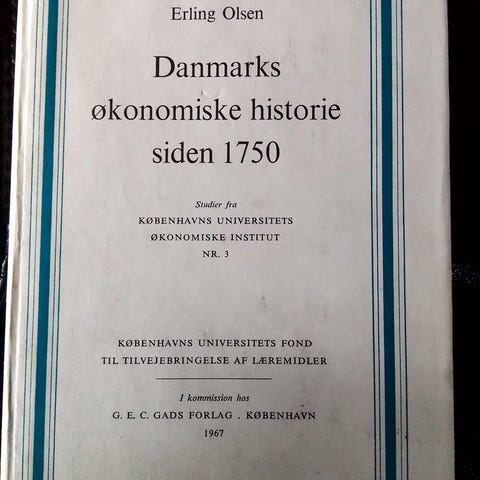 Erling Olsen
Danmarks
økonomiske historie
siden 1750
Studier fra
KØBENHAVNS UNIVERSITETS
ØKONOMISKE INSTITUT
NR. 3
KØBENHAVNS UNIVERSITETS FOND
TIL TILVEJEBRINGELSE AF LÆREMIDLER
I kommission hos
G. E. C. GADS FORLAG . KØBENHAVN
1967